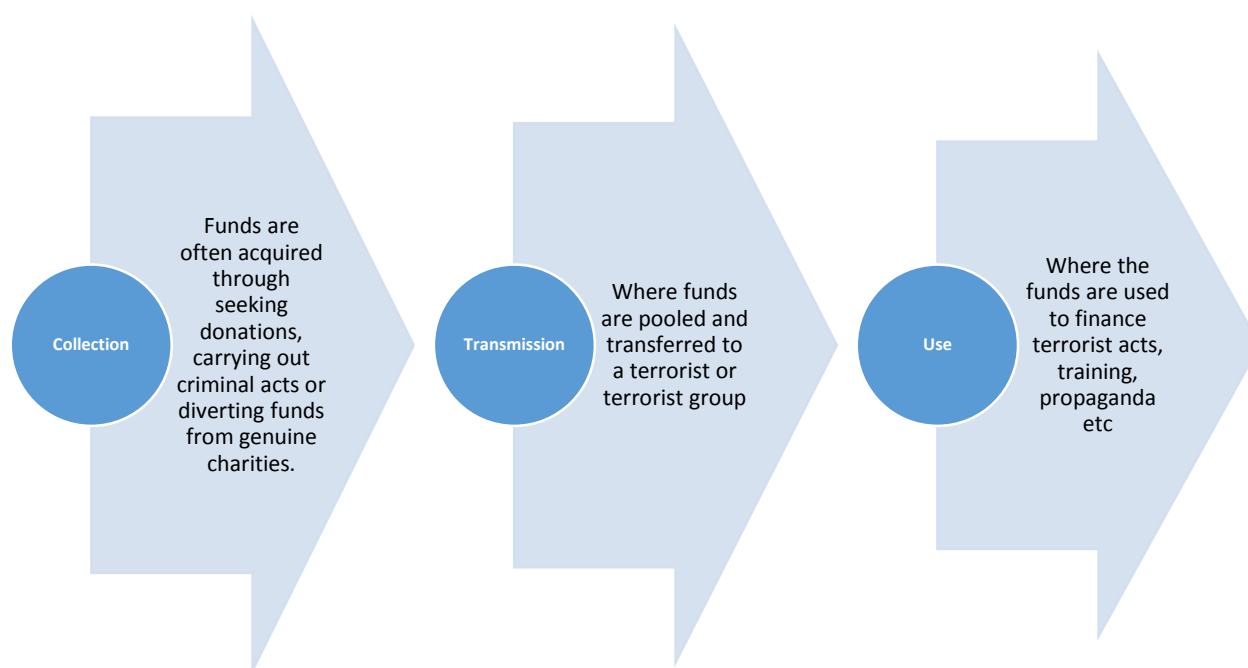 Collection
Funds are
often acquired
through
seeking
donations,
carrying out
criminal acts or
diverting funds
from genuine
charities.
Transmission
Where funds
are pooled and
transferred to
a terrorist or
terrorist group
Use
Where the
funds are used
to finance
terrorist acts,
training,
propaganda
etc